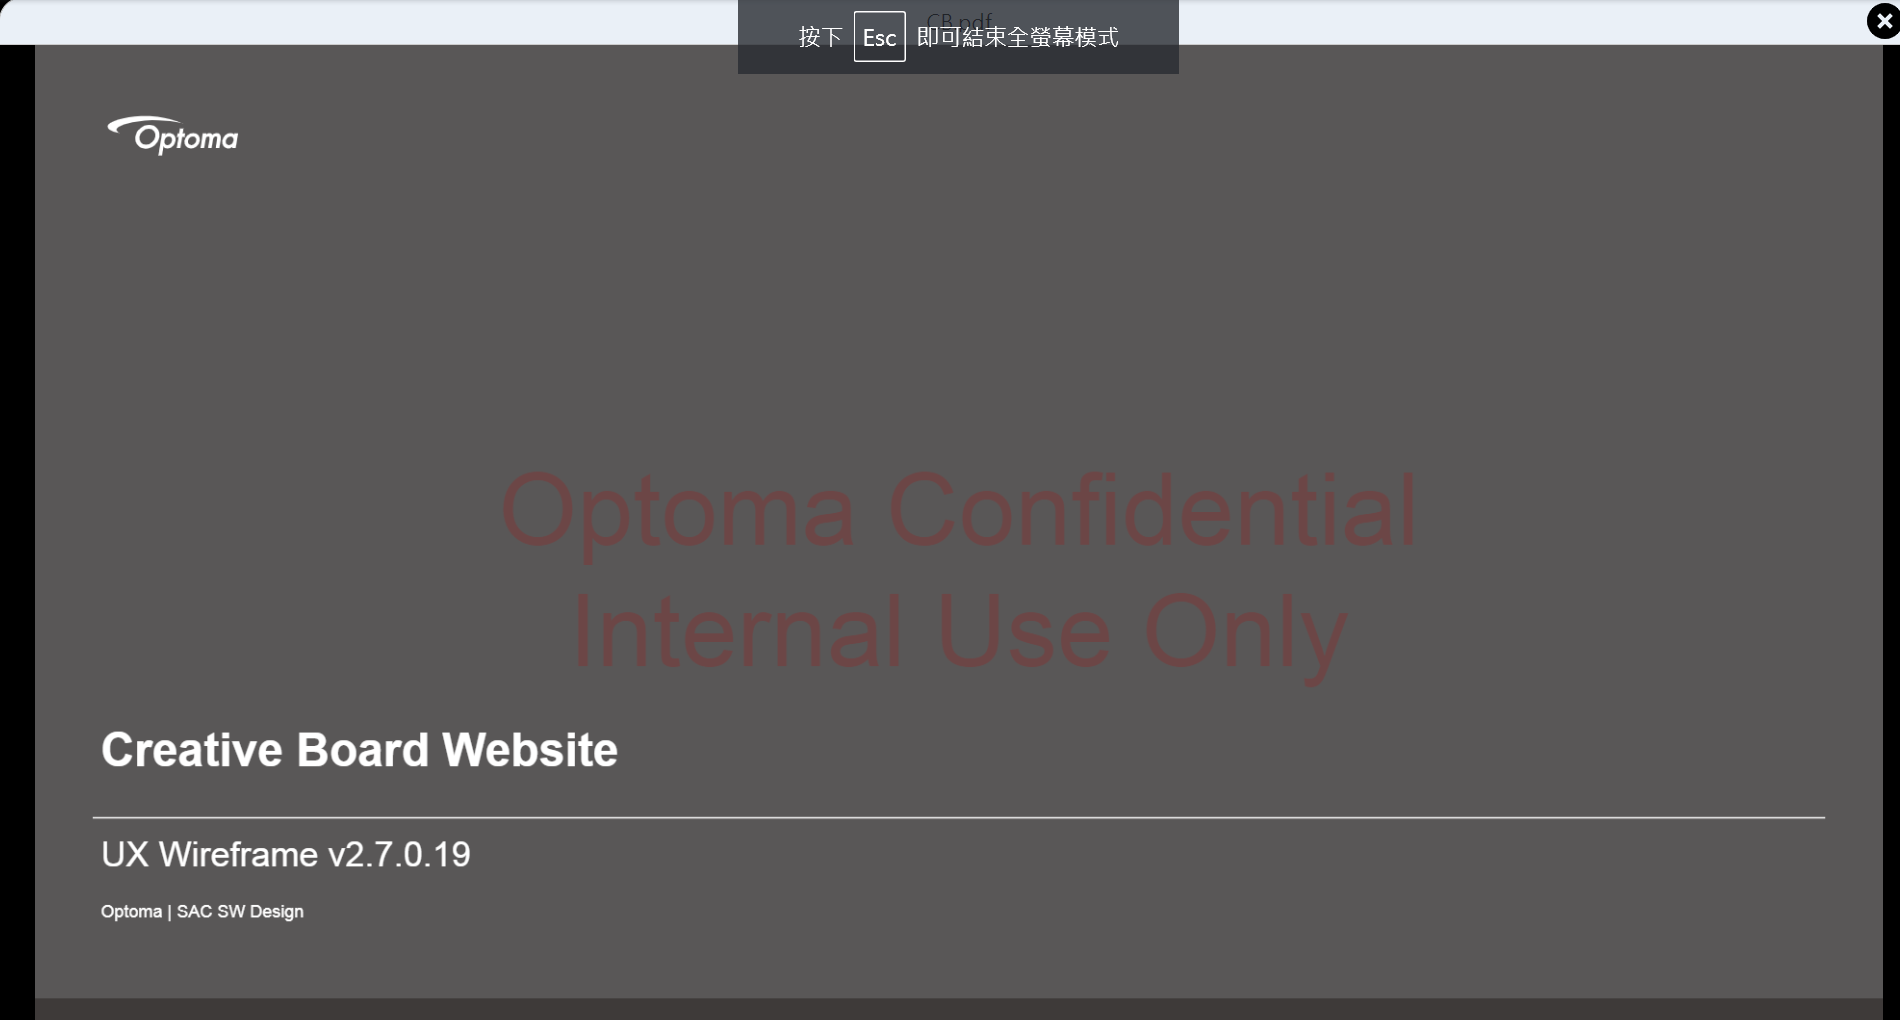 CB.pdf
按下 Esc 即可結束全螢幕模式
Optoma
Optoma Confidential
Internal Use Only
Creative Board Website
UX Wireframe v2.7.0.19
Optoma | SAC SW Design